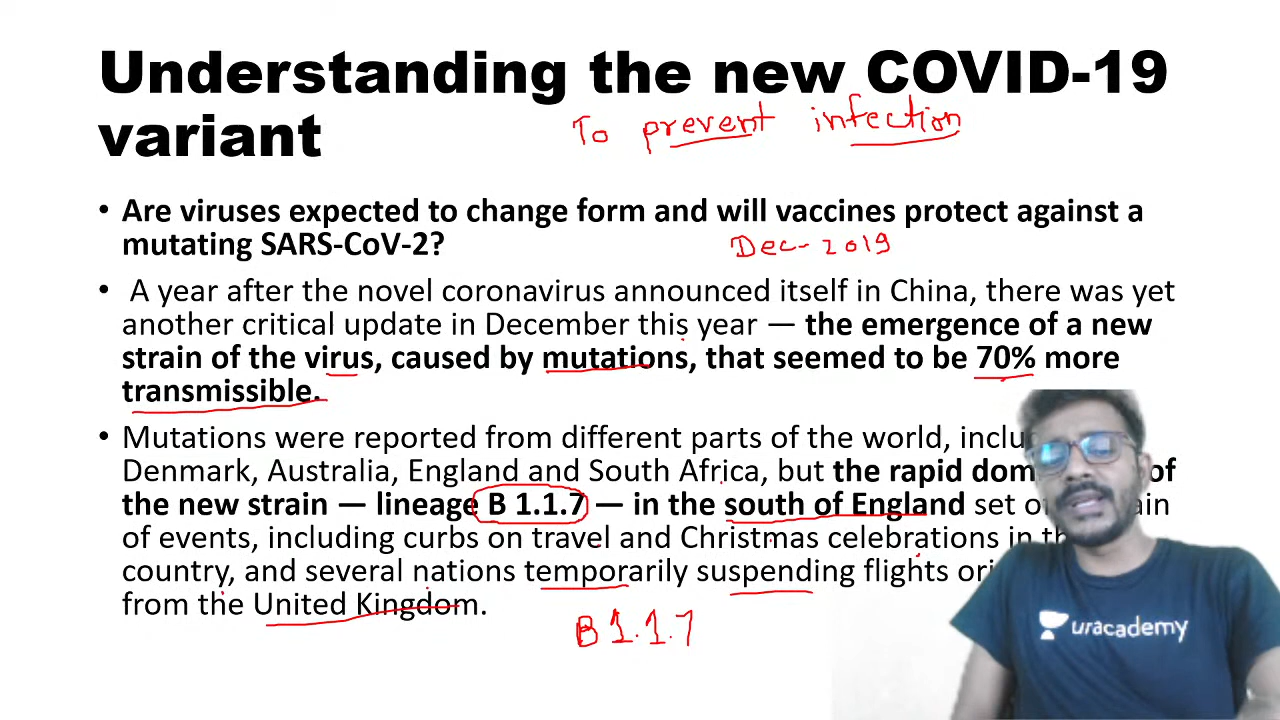 Understanding the new COVID-19
variant
To prevent infection
• Are viruses expected to change form and will vaccines protect against a
mutating SARS-CoV-2?
Dec- 2019
• A year after the novel coronavirus announced itself in China, there was yet
another critical update in December this year — the emergence of a new
strain of the virus, caused by mutations, that seemed to be 70% more
transmissible.
• Mutations were reported from different parts of the world,
Denmark, Australia, England and South Africa, but the rapid of
the new strain — lineage B 1.1.7 — in the south of England set
of events, including curbs on travel and Christmas celebrations in
country, and several nations temporarily suspending flights
from the United Kingdom.
B 1.1.7
uracademy